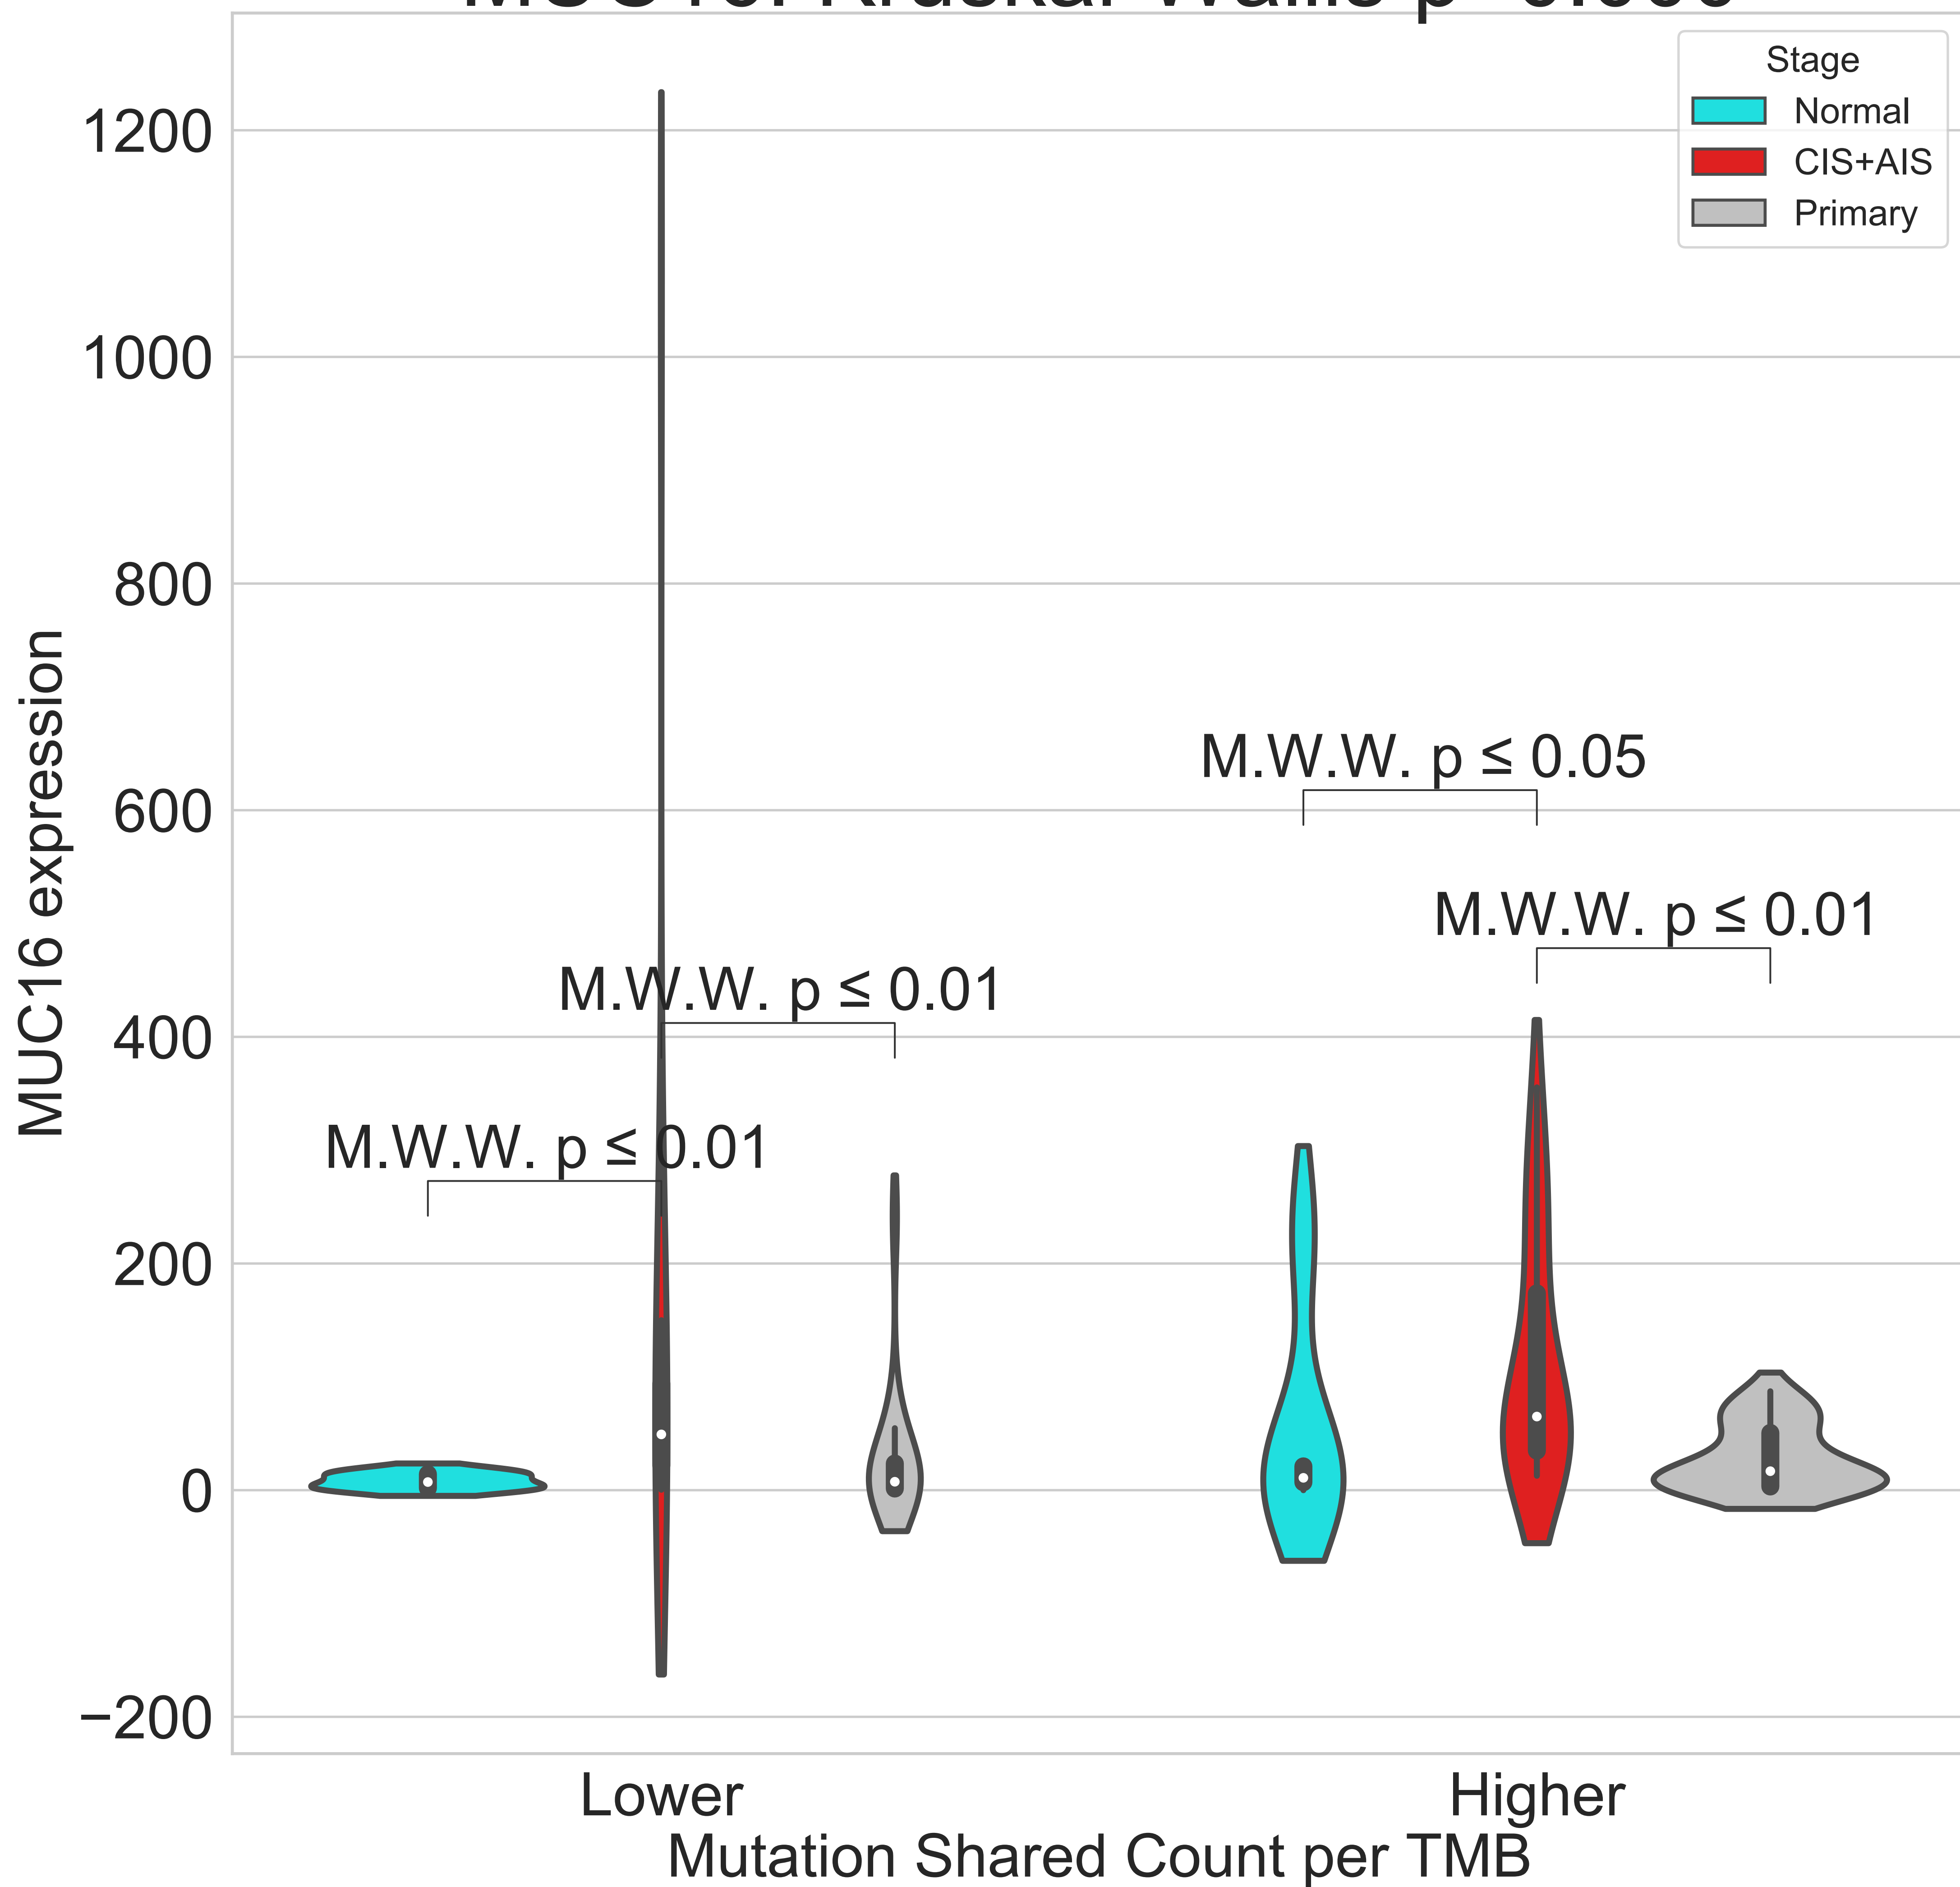 Stage
Normal
CIS+AIS
Primary
1200
1000
800
600
400
200
0
−200
MUC16 expression
M.W.W. p ≤ 0.05
M.W.W. p ≤ 0.01
M.W.W. p ≤ 0.01
M.W.W. p ≤ 0.01
Lower
Higher
Mutation Shared Count per TMB